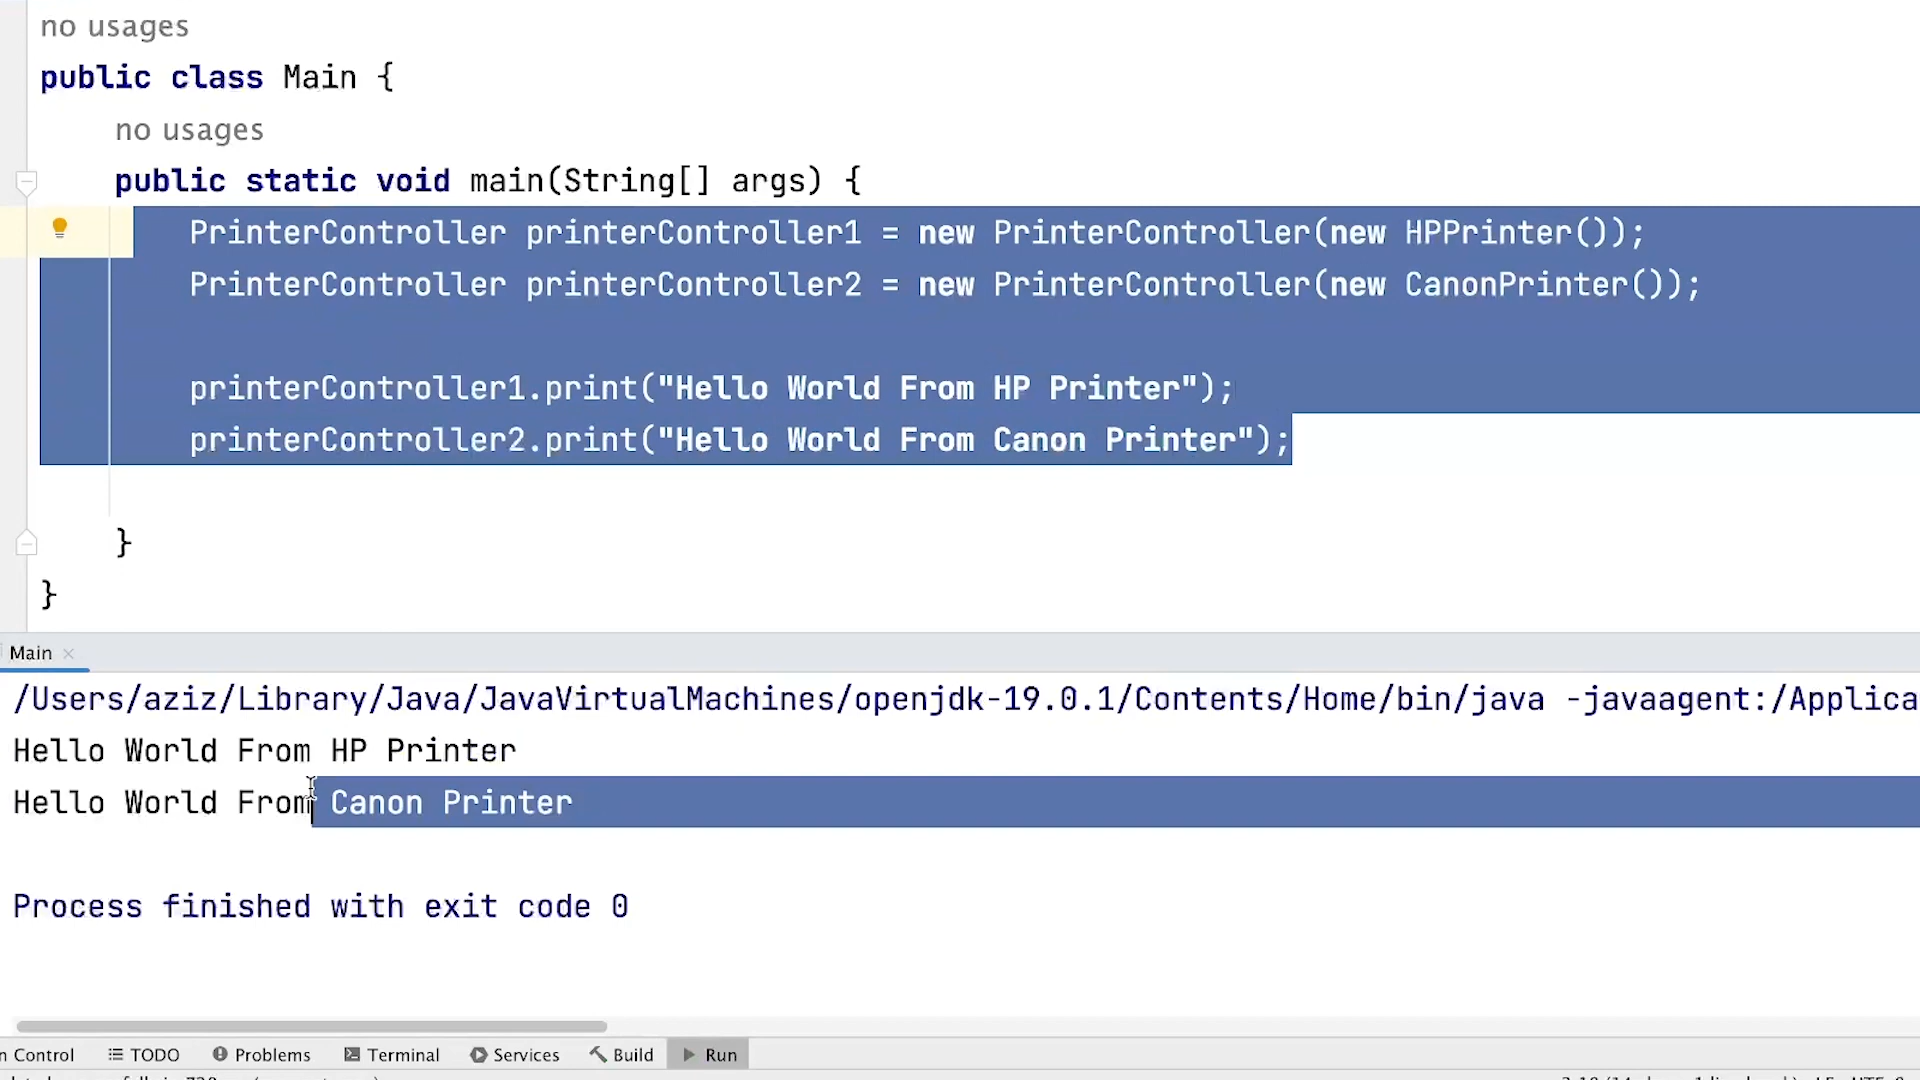 no usages
public class Main {
no usages
public static void main(String[] args) {
PrinterController printerController1 = new PrinterController(new HPPrinter());
PrinterController printerController2 = new PrinterController(new CanonPrinter());
printerController1.print("Hello World From HP Printer");
printerController2.print("Hello World From Canon Printer");
}
}
Main
/Users/aziz/Library/Java/JavaVirtualMachines/openjdk-19.0.1/Contents/Home/bin/java -javaagent:/Applica
Hello World From HP Printer
Hello World From Canon Printer
Process finished with exit code 0
n Control TODO Problems Terminal Services Build Run